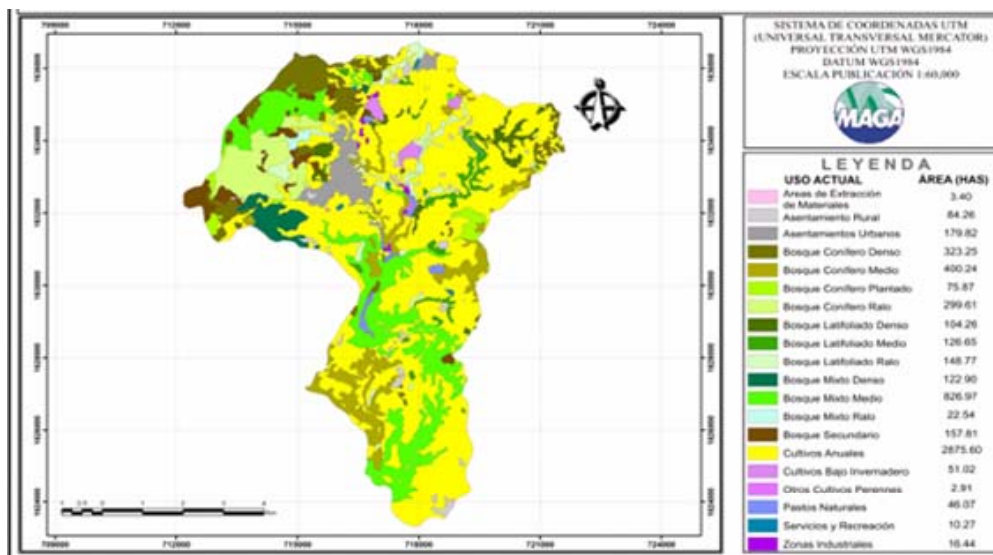 709000 712000 715000 718000 721000 724000
SISTEMA DE COORDENADAS UTM
(UNIVERSAL TRANSVERSAL MERCATOR)
PROYECCIÓN UTM WGS1984
DATUM WGS1984
ESCALA PUBLICACIÓN 1:60,000
MAGA
LEYENDA
USO ACTUAL ÁREA (HAS)
Areas de Extracción
de Materiales 3.40
Asentamiento Rural 84.26
Asentamientos Urbanos 179.82
Bosque Conífero Denso 323.25
Bosque Conífero Medio 400.24
Bosque Conífero Plantado 75.87
Bosque Conífero Ralo 299.61
Bosque Latifoliado Denso 104.26
Bosque Latifoliado Medio 126.65
Bosque Latifoliado Ralo 148.77
Bosque Mixto Denso 122.90
Bosque Mixto Medio 826.97
Bosque Mixto Ralo 22.54
Bosque Secundario 157.81
Cultivos Anuales 2875.60
Cultivos Bajo Invernadero 51.02
Otros Cultivos Perennes 2.91
Pastos Naturales 46.07
Servicios y Recreación 10.27
Zonas Industriales 16.44
709000 712000 715000 718000 721000 724000